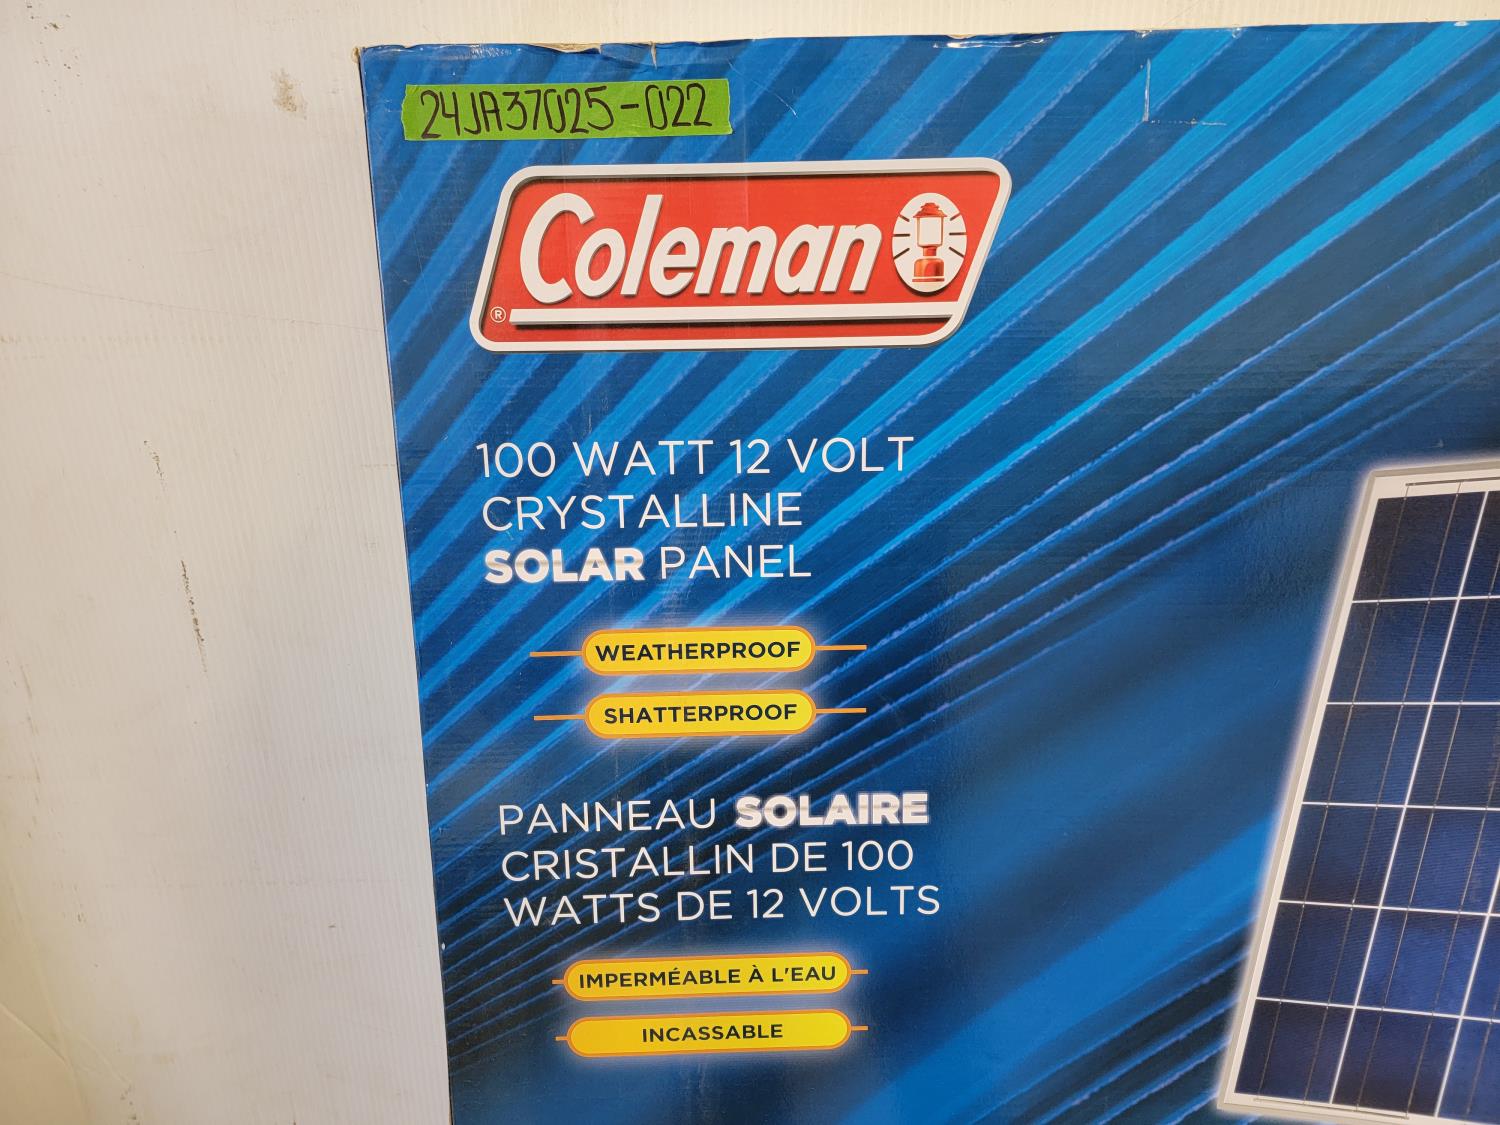 24JA37025-022
Coleman
®
100 WATT 12 VOLT
CRYSTALLINE
SOLAR PANEL
WEATHERPROOF
SHATTERPROOF
PANNEAU SOLAIRE
CRISTALLIN DE 100
WATTS DE 12 VOLTS
IMPERMÉABLE À L'EAU
INCASSABLE